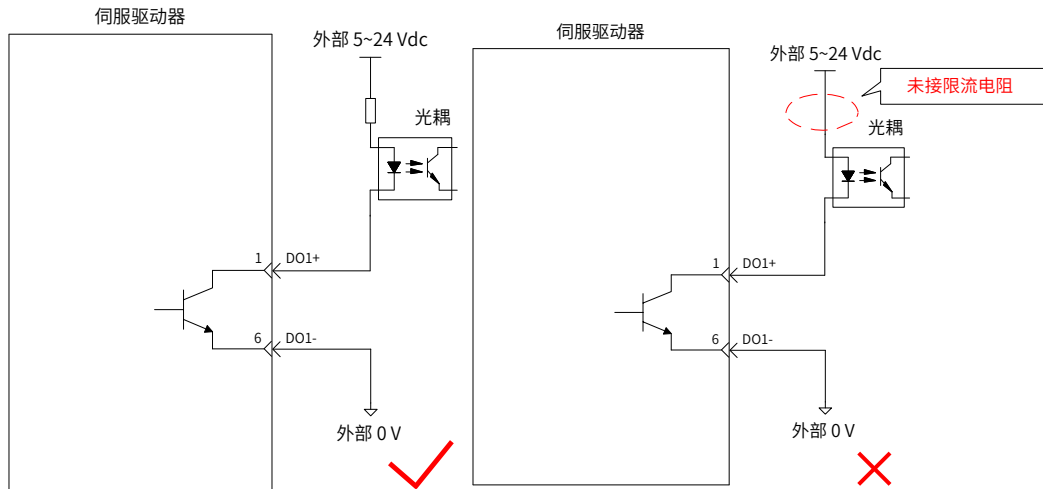 伺服驱动器
外部 5~24 Vdc
光耦
1
DO1+
6
DO1-
外部 0 V
伺服驱动器
外部 5~24 Vdc
未接限流电阻
光耦
1
DO1+
6
DO1-
外部 0 V